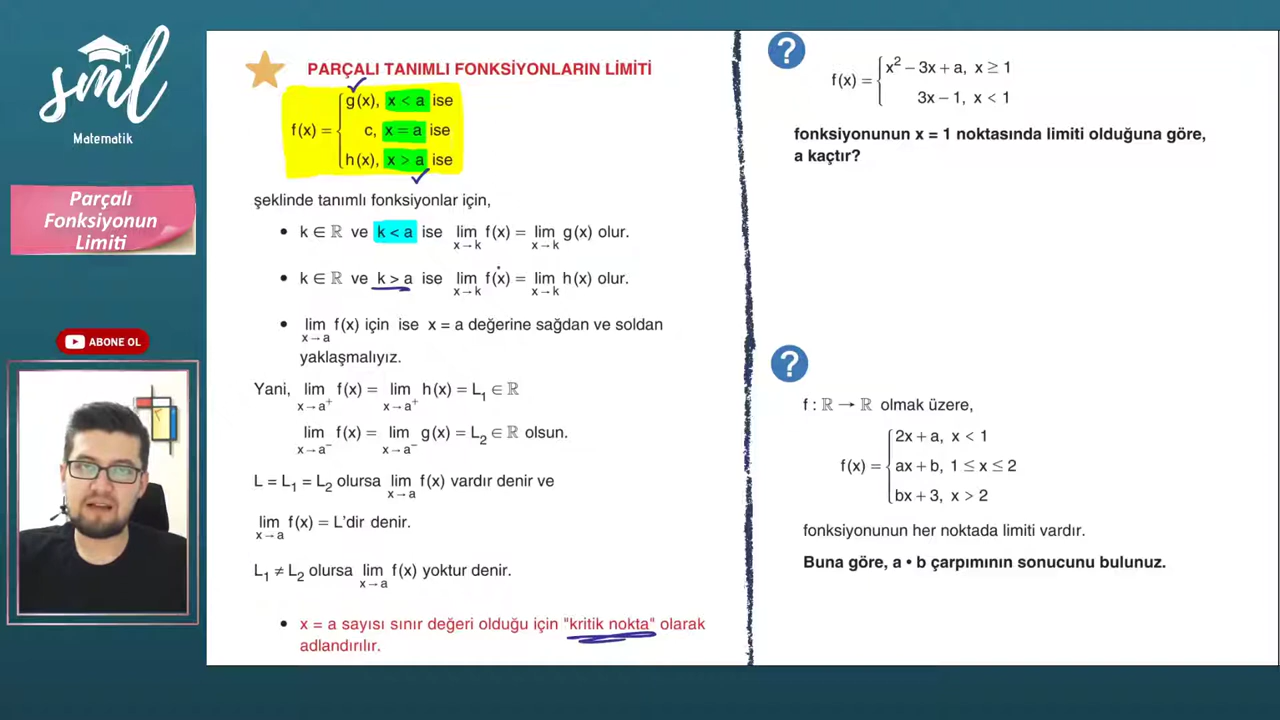 sml
Matematik
Parçalı
Fonksiyonun
Limiti
ABONE OL
PARÇALI TANIMLI FONKSİYONLARIN LİMİTİ
f(x) = { g(x), x < a ise
c, x = a ise
h(x), x > a ise
şeklinde tanımlı fonksiyonlar için,
• k ∈ ℝ ve k < a ise lim x→k f(x) = lim x→k g(x) olur.
• k ∈ ℝ ve k > a ise lim x→k f(x) = lim x→k h(x) olur.
• lim x→a f(x) için ise x = a değerine sağdan ve soldan
yaklaşmalıyız.
Yani, lim x→a⁺ f(x) = lim x→a⁺ h(x) = L₁ ∈ ℝ
lim x→a⁻ f(x) = lim x→a⁻ g(x) = L₂ ∈ ℝ olsun.
L = L₁ = L₂ olursa lim x→a f(x) vardır denir ve
lim x→a f(x) = L'dir denir.
L₁ ≠ L₂ olursa lim x→a f(x) yoktur denir.
• x = a sayısı sınır değeri olduğu için "kritik nokta" olarak
adlandırılır.
?
f(x) = { x² − 3x + a, x ≥ 1
3x − 1, x < 1
fonksiyonunun x = 1 noktasında limiti olduğuna göre,
a kaçtır?
?
f : ℝ → ℝ olmak üzere,
f(x) = { 2x + a, x < 1
ax + b, 1 ≤ x ≤ 2
bx + 3, x > 2
fonksiyonunun her noktada limiti vardır.
Buna göre, a • b çarpımının sonucunu bulunuz.